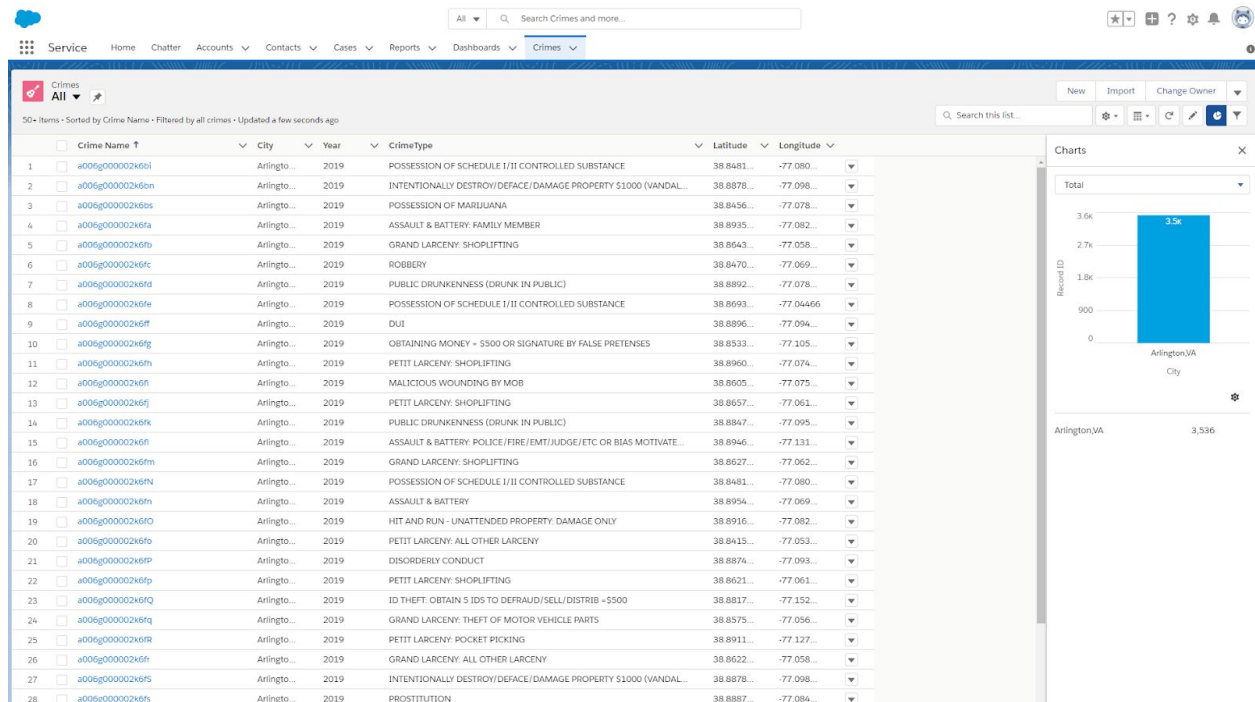 All Search Crimes and more...
Service Home Chatter Accounts Contacts Cases Reports Dashboards Crimes
Crimes
All
New Import Change Owner
50+ items • Sorted by Crime Name • Filtered by all crimes • Updated a few seconds ago
Search this list...
Crime Name ↑ City Year CrimeType Latitude Longitude
1 a006g000002k6bi Arlingto... 2019 POSSESSION OF SCHEDULE I/II CONTROLLED SUBSTANCE 38.8481... -77.080...
2 a006g000002k6bn Arlingto... 2019 INTENTIONALLY DESTROY/DEFACE/DAMAGE PROPERTY $1000 (VANDAL... 38.8878... -77.098...
3 a006g000002k6bs Arlingto... 2019 POSSESSION OF MARIJUANA 38.8456... -77.078...
4 a006g000002k6fa Arlingto... 2019 ASSAULT & BATTERY: FAMILY MEMBER 38.8935... -77.082...
5 a006g000002k6fb Arlingto... 2019 GRAND LARCENY: SHOPLIFTING 38.8643... -77.058...
6 a006g000002k6fc Arlingto... 2019 ROBBERY 38.8470... -77.069...
7 a006g000002k6fd Arlingto... 2019 PUBLIC DRUNKENNESS (DRUNK IN PUBLIC) 38.8892... -77.078...
8 a006g000002k6fe Arlingto... 2019 POSSESSION OF SCHEDULE I/II CONTROLLED SUBSTANCE 38.8693... -77.04466
9 a006g000002k6ff Arlingto... 2019 DUI 38.8896... -77.094...
10 a006g000002k6fg Arlingto... 2019 OBTAINING MONEY = $500 OR SIGNATURE BY FALSE PRETENSES 38.8533... -77.105...
11 a006g000002k6fh Arlingto... 2019 PETIT LARCENY: SHOPLIFTING 38.8960... -77.074...
12 a006g000002k6fi Arlingto... 2019 MALICIOUS WOUNDING BY MOB 38.8605... -77.075...
13 a006g000002k6fj Arlingto... 2019 PETIT LARCENY: SHOPLIFTING 38.8657... -77.061...
14 a006g000002k6fk Arlingto... 2019 PUBLIC DRUNKENNESS (DRUNK IN PUBLIC) 38.8847... -77.095...
15 a006g000002k6fl Arlingto... 2019 ASSAULT & BATTERY: POLICE/FIRE/EMT/JUDGE/ETC OR BIAS MOTIVATE... 38.8946... -77.131...
16 a006g000002k6fm Arlingto... 2019 GRAND LARCENY: SHOPLIFTING 38.8627... -77.062...
17 a006g000002k6fN Arlingto... 2019 POSSESSION OF SCHEDULE I/II CONTROLLED SUBSTANCE 38.8481... -77.080...
18 a006g000002k6fn Arlingto... 2019 ASSAULT & BATTERY 38.8954... -77.069...
19 a006g000002k6fO Arlingto... 2019 HIT AND RUN - UNATTENDED PROPERTY: DAMAGE ONLY 38.8916... -77.082...
20 a006g000002k6fo Arlingto... 2019 PETIT LARCENY: ALL OTHER LARCENY 38.8415... -77.053...
21 a006g000002k6fP Arlingto... 2019 DISORDERLY CONDUCT 38.8874... -77.093...
22 a006g000002k6fp Arlingto... 2019 PETIT LARCENY: SHOPLIFTING 38.8621... -77.061...
23 a006g000002k6fQ Arlingto... 2019 ID THEFT: OBTAIN 5 IDS TO DEFRAUD/SELL/DISTRIB =$500 38.8817... -77.152...
24 a006g000002k6fq Arlingto... 2019 GRAND LARCENY: THEFT OF MOTOR VEHICLE PARTS 38.8575... -77.056...
25 a006g000002k6fR Arlingto... 2019 PETIT LARCENY: POCKET PICKING 38.8911... -77.127...
26 a006g000002k6fr Arlingto... 2019 GRAND LARCENY: ALL OTHER LARCENY 38.8622... -77.058...
27 a006g000002k6fS Arlingto... 2019 INTENTIONALLY DESTROY/DEFACE/DAMAGE PROPERTY $1000 (VANDAL... 38.8878... -77.098...
28 a006g000002k6fs Arlingto... 2019 PROSTITUTION 38.8887... -77.084...
Charts
Total
3.6K
3.5K
2.7K
1.8K
900
0
Record ID
Arlington,VA
City
Arlington,VA 3,536